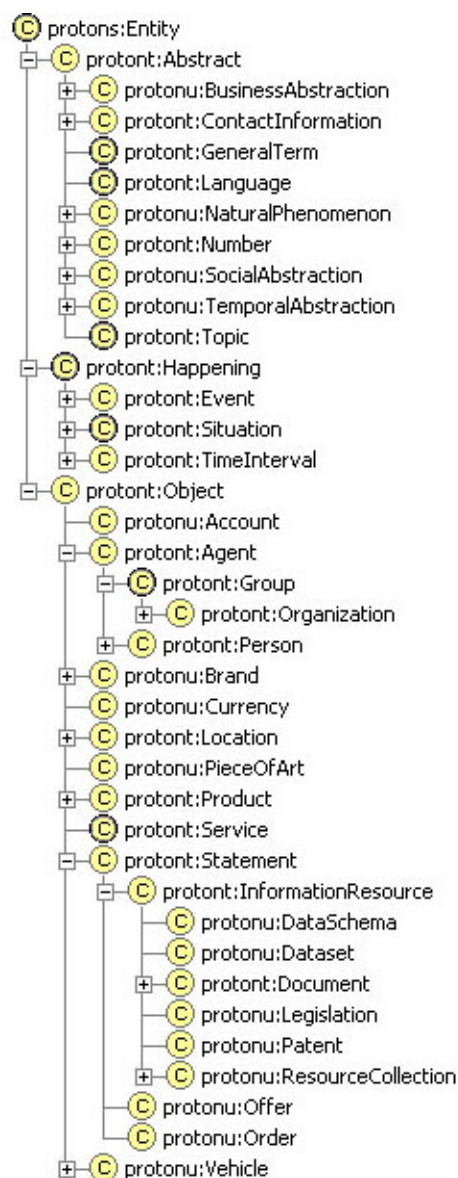 C protons:Entity
C protont:Abstract
C protonu:BusinessAbstraction
C protont:ContactInformation
C protont:GeneralTerm
C protont:Language
C protonu:NaturalPhenomenon
C protont:Number
C protonu:SocialAbstraction
C protonu:TemporalAbstraction
C protont:Topic
C protont:Happening
C protont:Event
C protont:Situation
C protont:TimeInterval
C protont:Object
C protonu:Account
C protont:Agent
C protont:Group
C protont:Organization
C protont:Person
C protonu:Brand
C protonu:Currency
C protont:Location
C protonu:PieceOfArt
C protont:Product
C protont:Service
C protont:Statement
C protont:InformationResource
C protonu:DataSchema
C protonu:Dataset
C protont:Document
C protonu:Legislation
C protonu:Patent
C protonu:ResourceCollection
C protonu:Offer
C protonu:Order
C protonu:Vehicle